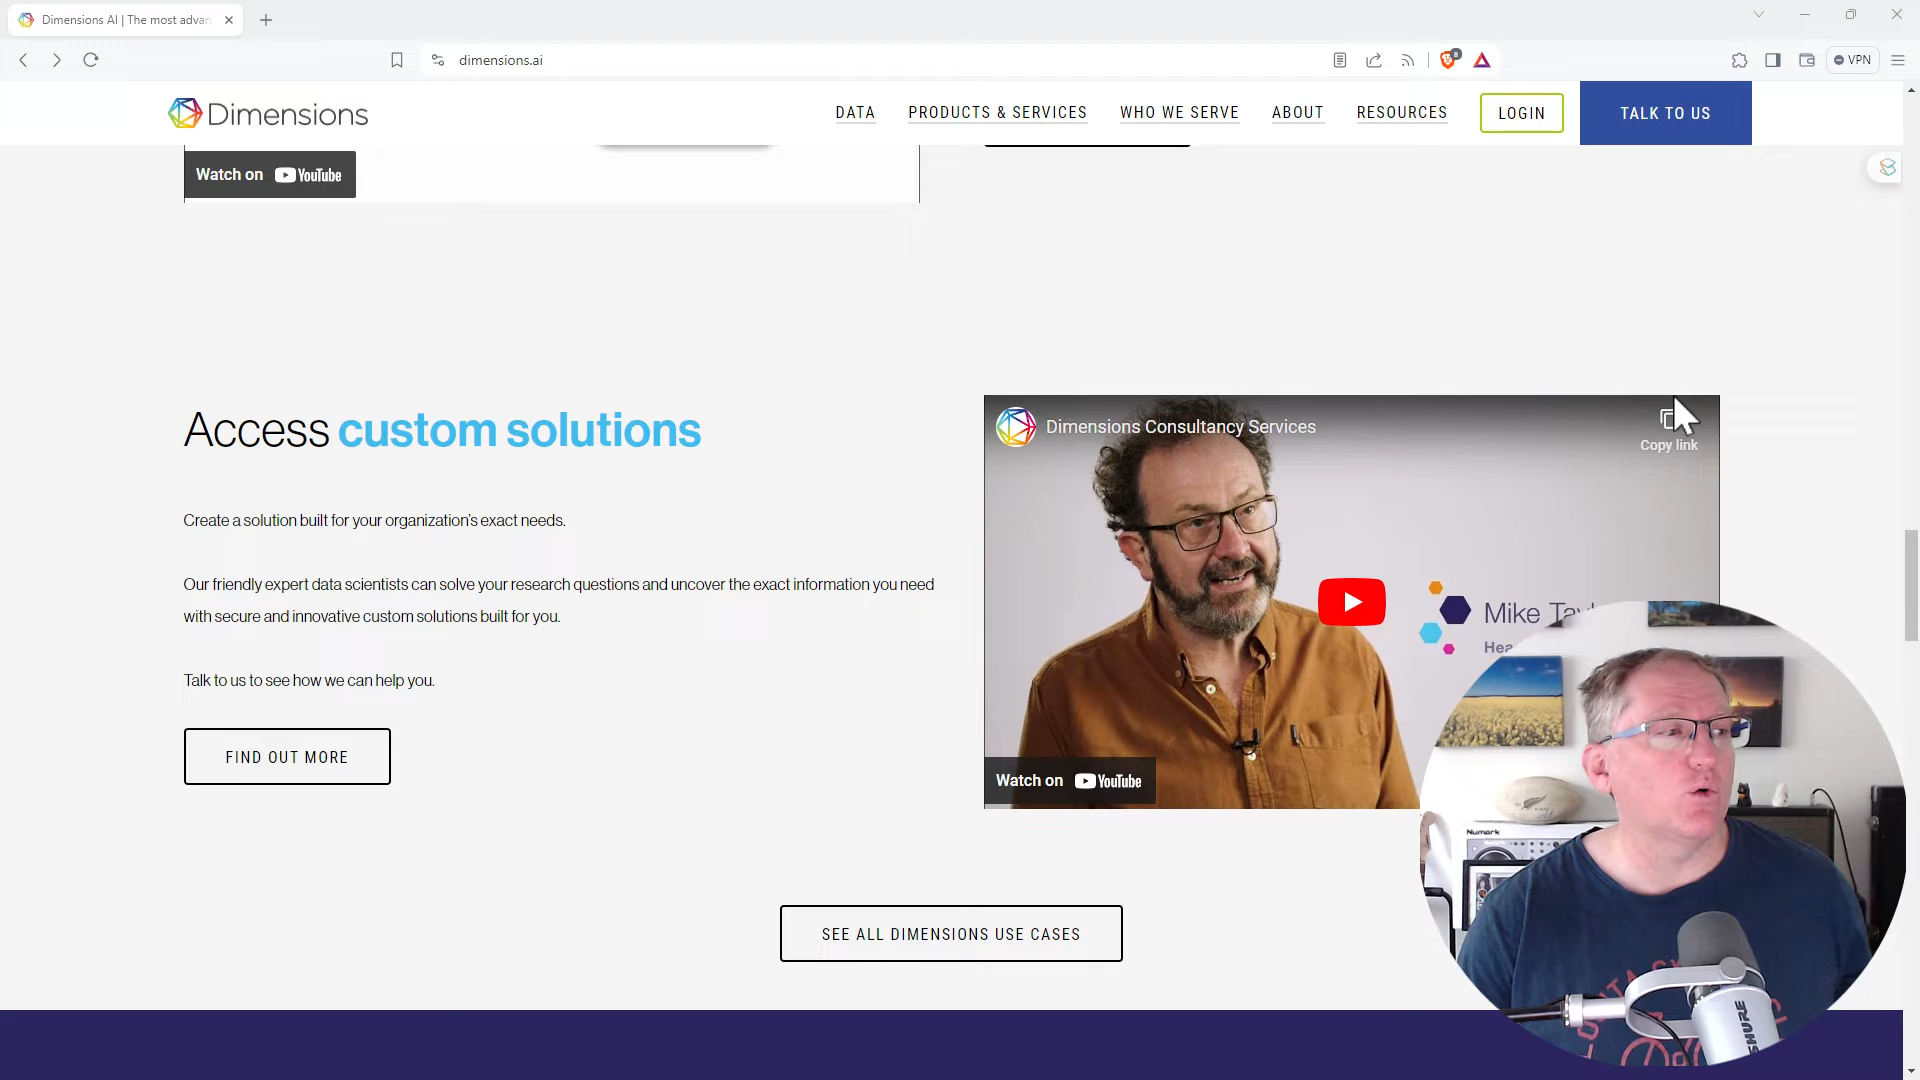 Dimensions AI | The most advan
dimensions.ai
VPN
Dimensions
DATA
PRODUCTS & SERVICES
WHO WE SERVE
ABOUT
RESOURCES
LOGIN
TALK TO US
Watch on YouTube
Access custom solutions
Create a solution built for your organization's exact needs.
Our friendly expert data scientists can solve your research questions and uncover the exact information you need
with secure and innovative custom solutions built for you.
Talk to us to see how we can help you.
FIND OUT MORE
Dimensions Consultancy Services
Copy link
Mike
Watch on YouTube
SEE ALL DIMENSIONS USE CASES
Numark
SHURE